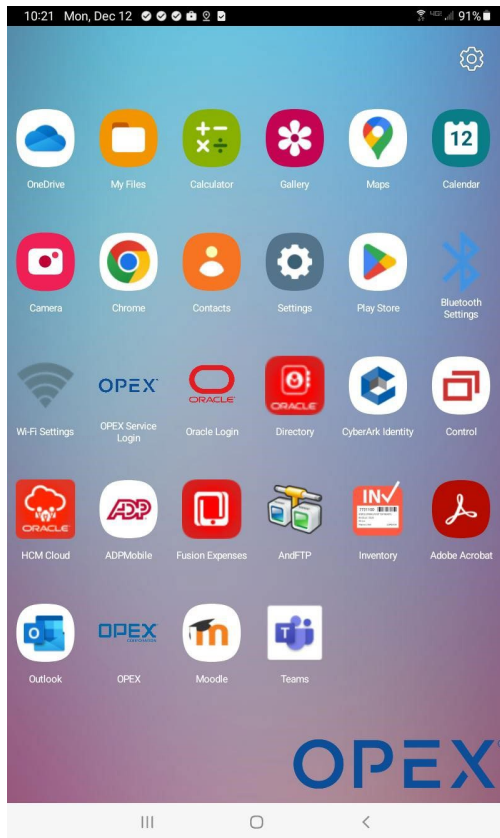 10:21 Mon, Dec 12
4GE 91%
12
OneDrive My Files Calculator Gallery Maps Calendar
Camera Chrome Contacts Settings Play Store Bluetooth
Settings
OPEX
ORACLE
ORACLE
Wi-Fi Settings OPEX Service
Login Oracle Login Directory CyberArk Identity Control
ORACLE
ADP
IN
HCM Cloud ADPMobile Fusion Expenses AndFTP Inventory Adobe Acrobat
OPEX
m
T
Outlook OPEX Moodle Teams
OPEX